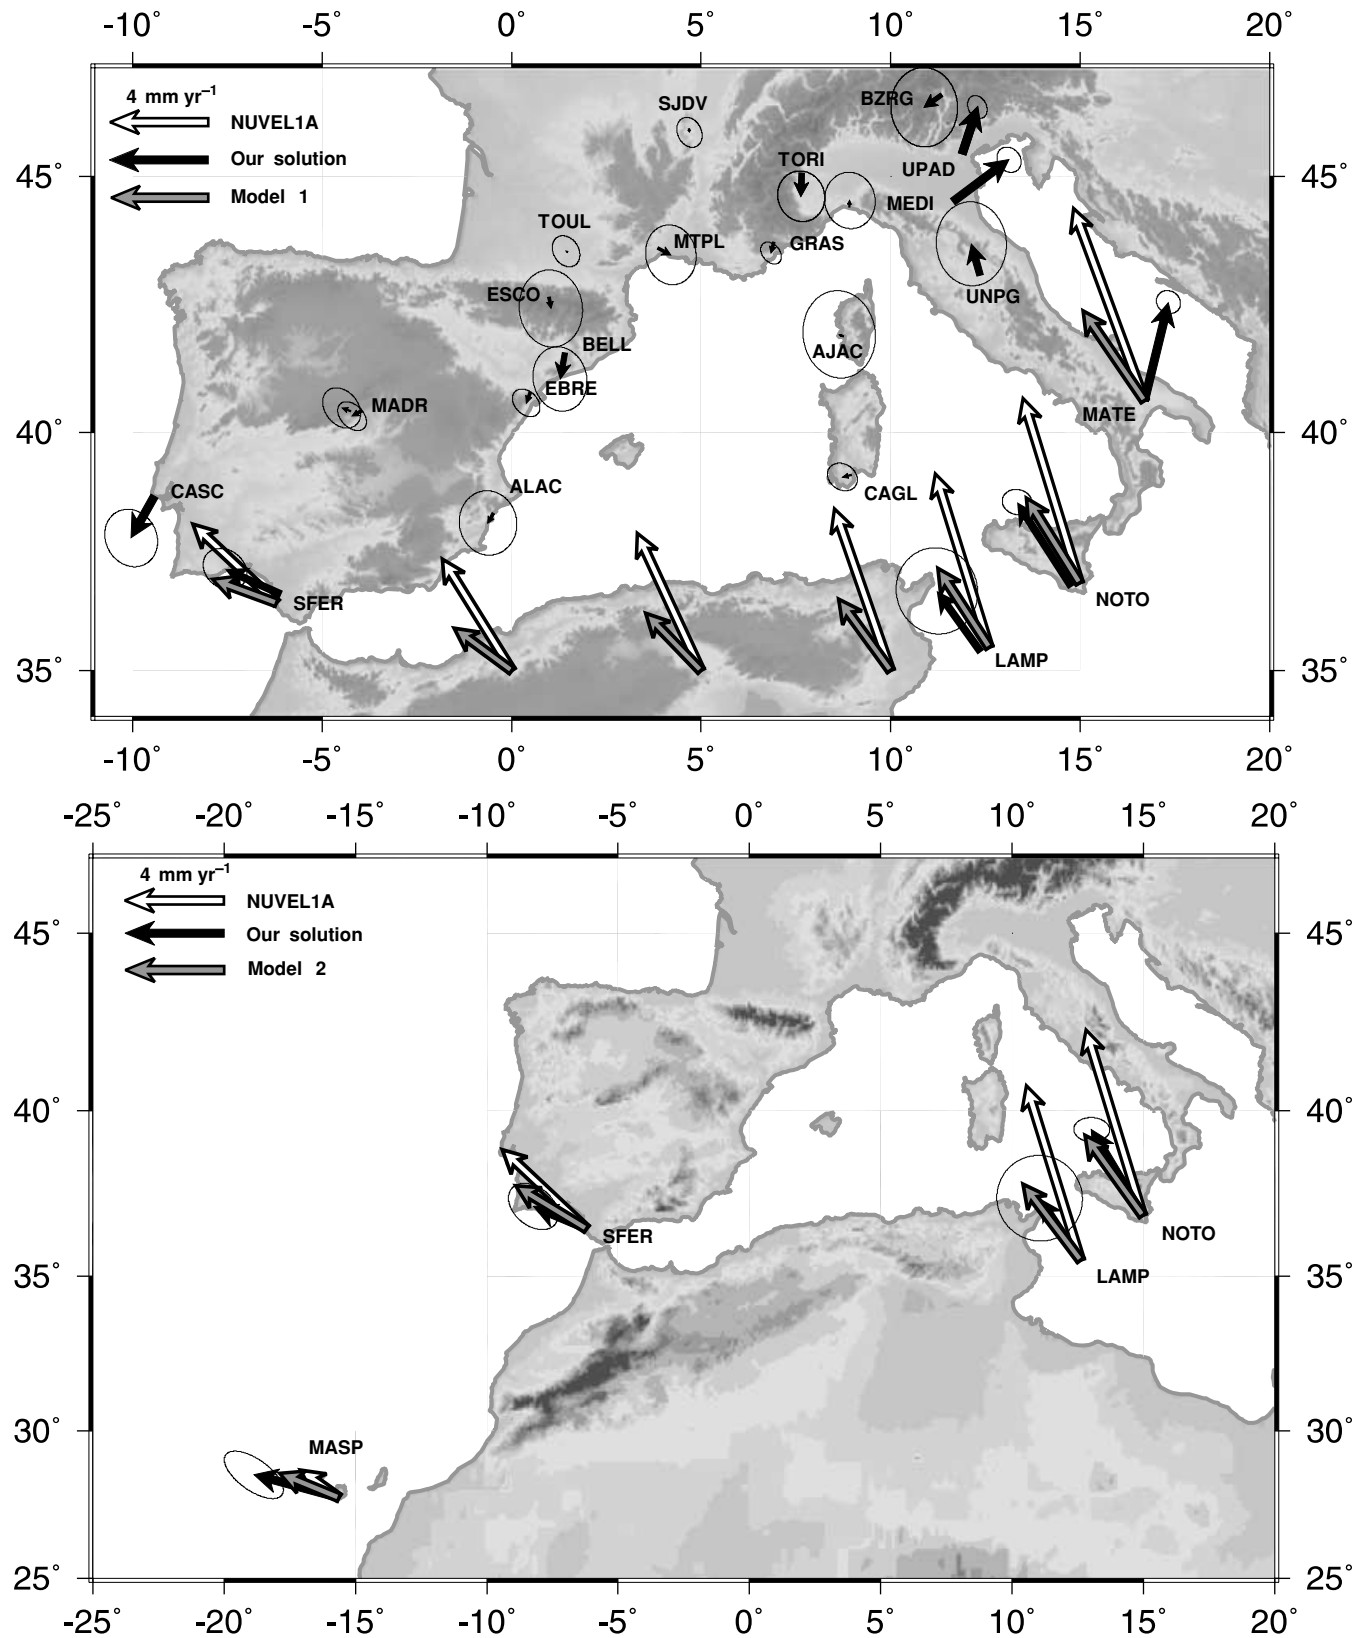 -10° -5° 0° 5° 10° 15° 20°
4 mm yr⁻¹
NUVEL1A
Our solution
Model 1
SJDV
BZRG
TORI
UPAD
MEDI
TOUL
MTPL
GRAS
ESCO
UNPG
BELL
AJAC
EBRE
MADR
MATE
CASC
ALAC
CAGL
SFER
NOTO
LAMP
45° 45°
40° 40°
35° 35°
-10° -5° 0° 5° 10° 15° 20°
-25° -20° -15° -10° -5° 0° 5° 10° 15° 20°
4 mm yr⁻¹
NUVEL1A
Our solution
Model 2
45° 45°
40° 40°
SFER
NOTO
LAMP
35° 35°
30° 30°
MASP
25° 25°
-25° -20° -15° -10° -5° 0° 5° 10° 15° 20°